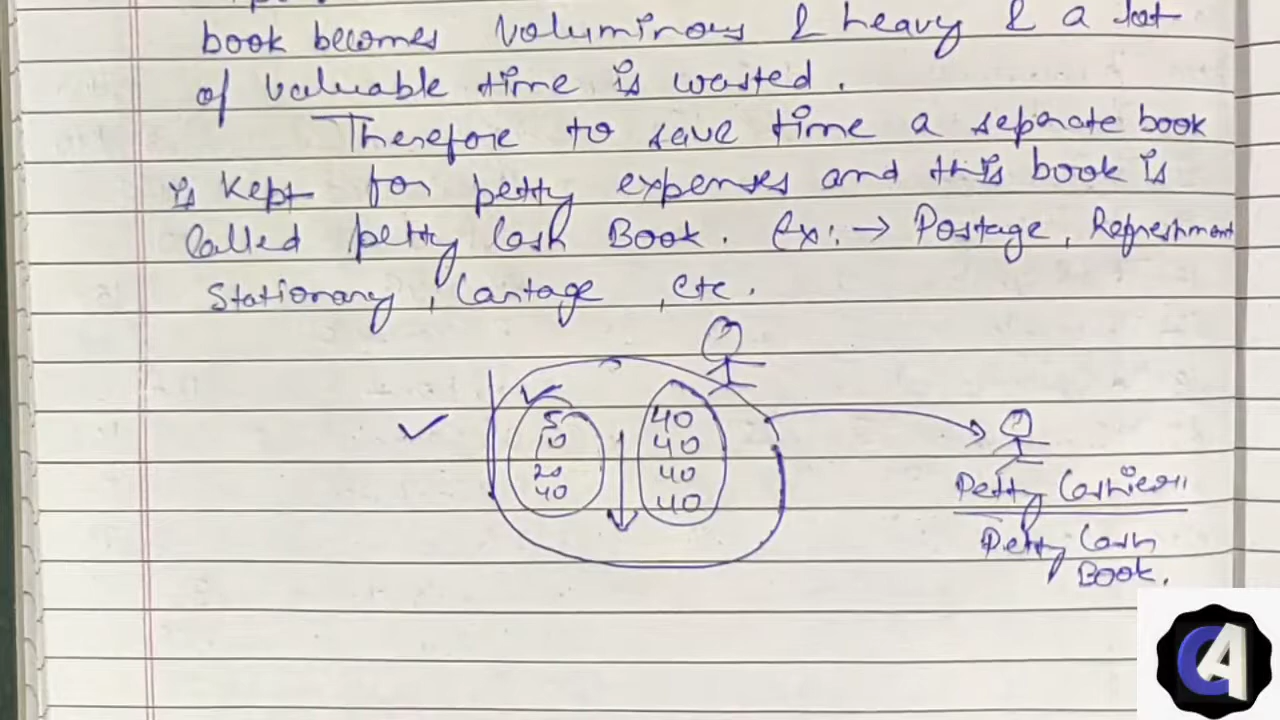 book becomes voluminous & heavy & a lot
of valuable time is wasted.
Therefore to save time a separate book
is kept for petty expenses and this book is
Called petty Cash Book. Ex:. → Postage, Refreshment
Stationary, Cartage , etc.
5 40
10 40
20 40
40 40
Petty Cashier
Petty Cash
Book.
CA